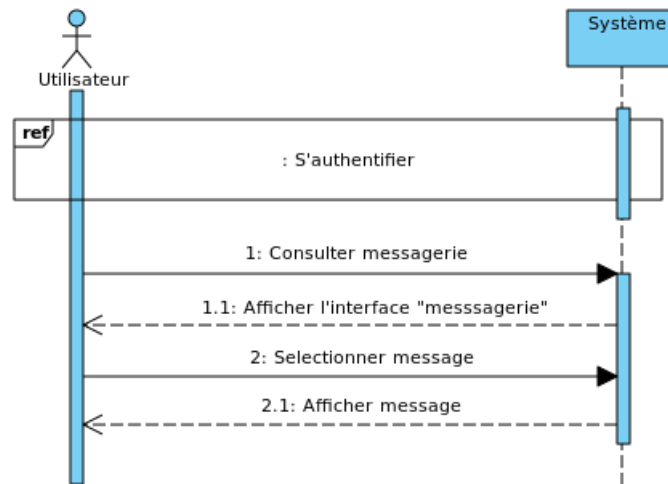 Système
Utilisateur
ref
: S'authentifier
1: Consulter messagerie
1.1: Afficher l'interface "messsagerie"
2: Selectionner message
2.1: Afficher message